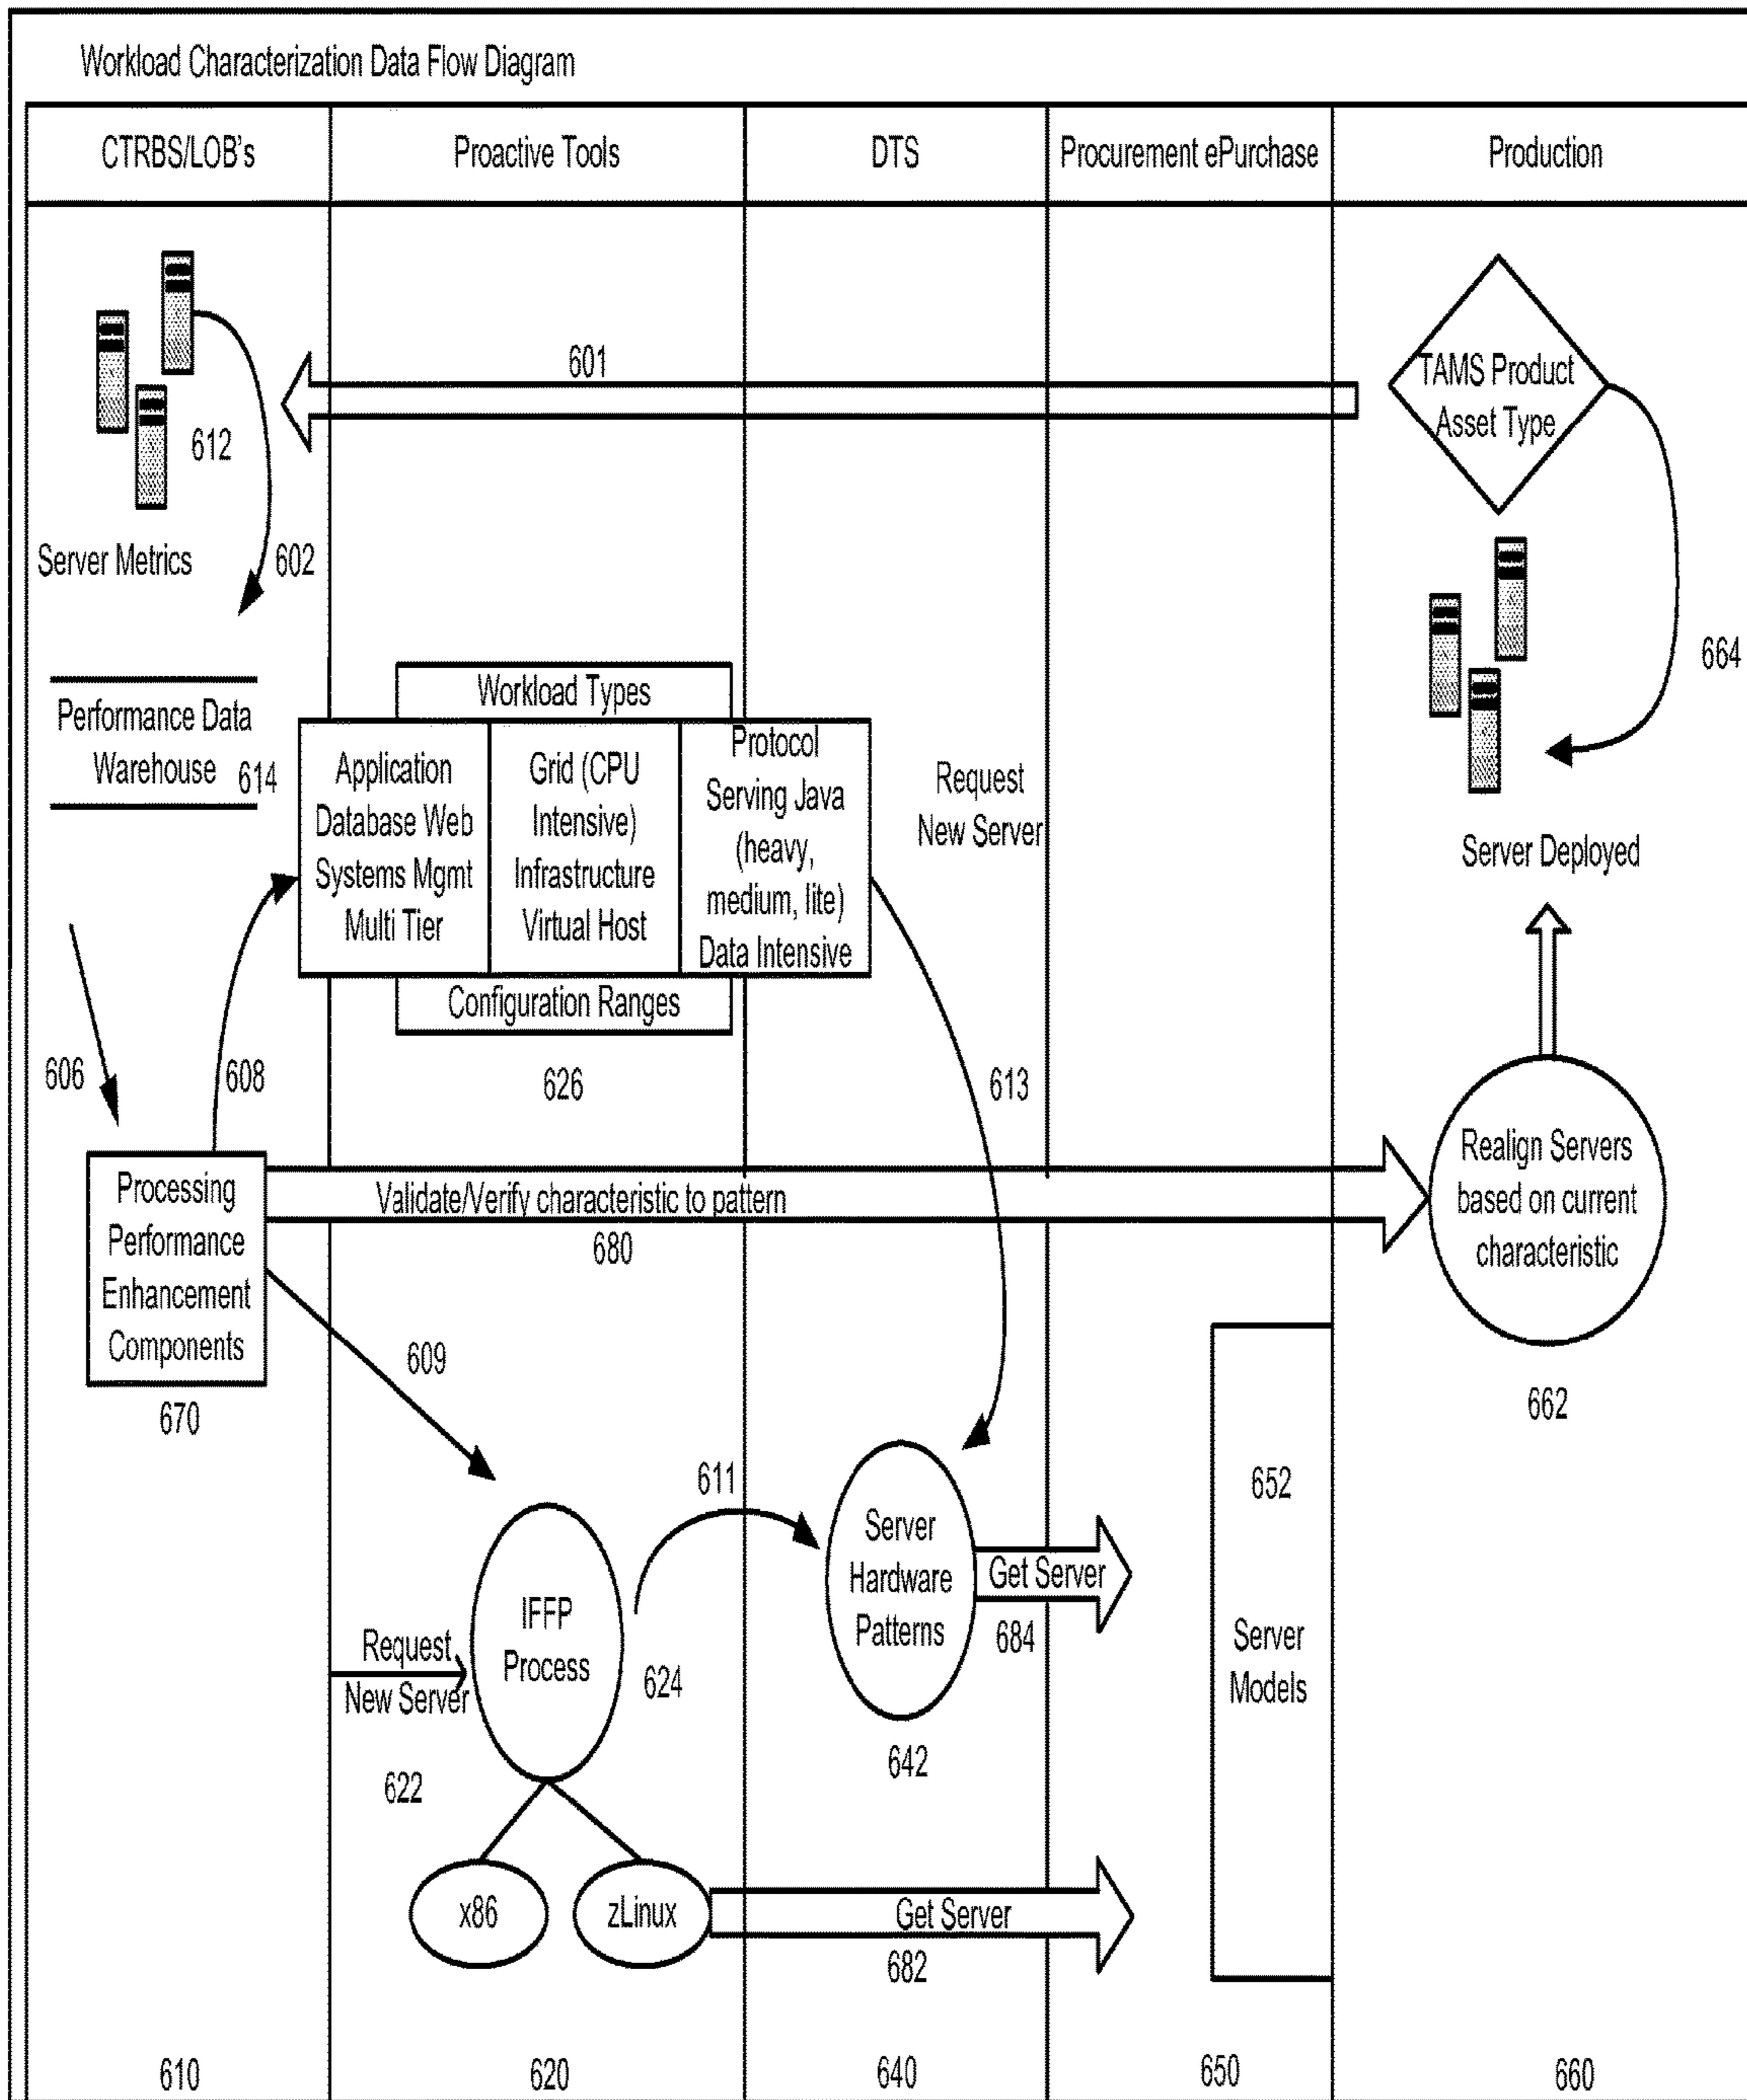 Workload Characterization Data Flow Diagram
CTRBS/LOB's
Proactive Tools
DTS
Procurement ePurchase
Production
601
TAMS Product
Asset Type
612
Server Metrics
602
664
Performance Data
Warehouse
614
Workload Types
Application
Database Web
Systems Mgmt
Multi Tier
Grid (CPU
Intensive)
Infrastructure
Virtual Host
Protocol
Serving Java
(heavy,
medium, lite)
Data Intensive
Configuration Ranges
626
Request
New Server
Server Deployed
606
608
613
Processing
Performance
Enhancement
Components
670
Validate/Verify characteristic to pattern
680
Realign Servers
based on current
characteristic
662
609
611
IFFP
Process
624
Request
New Server
622
Server
Hardware
Patterns
642
Get Server
684
652
Server
Models
x86
zLinux
Get Server
682
610
620
640
650
660